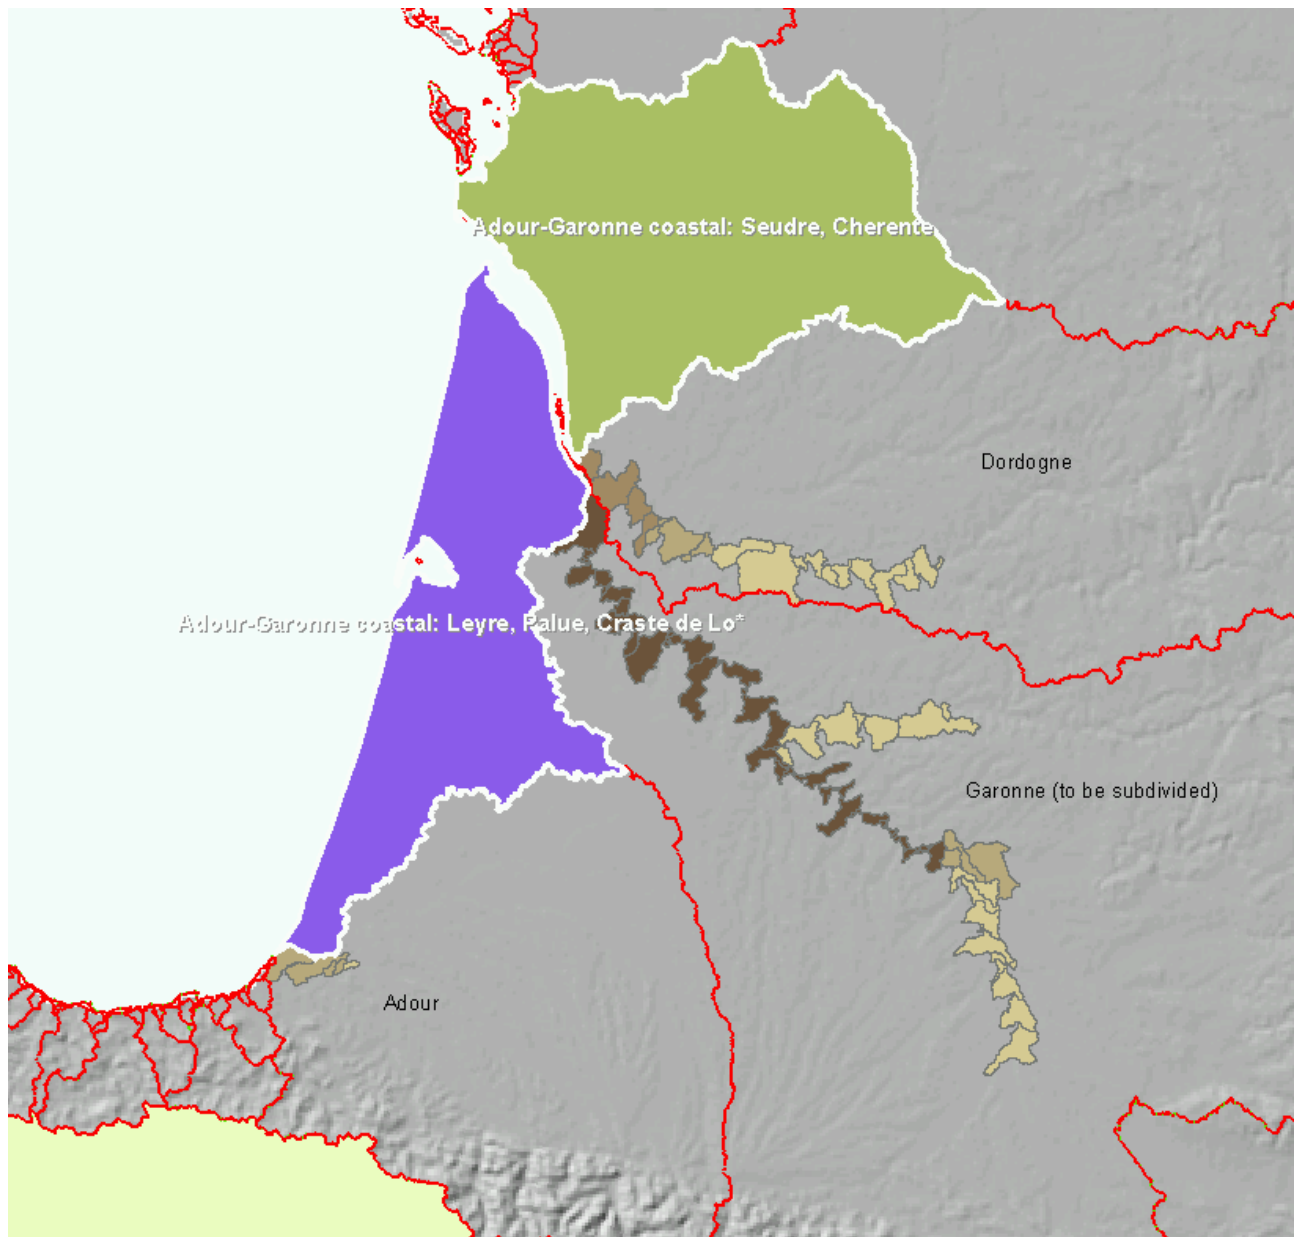 Adour-Garonne coastal: Seudre, Cherente
Dordogne
Adour-Garonne coastal: Leyre, Palue, Craste de Lo*
Garonne (to be subdivided)
Adour